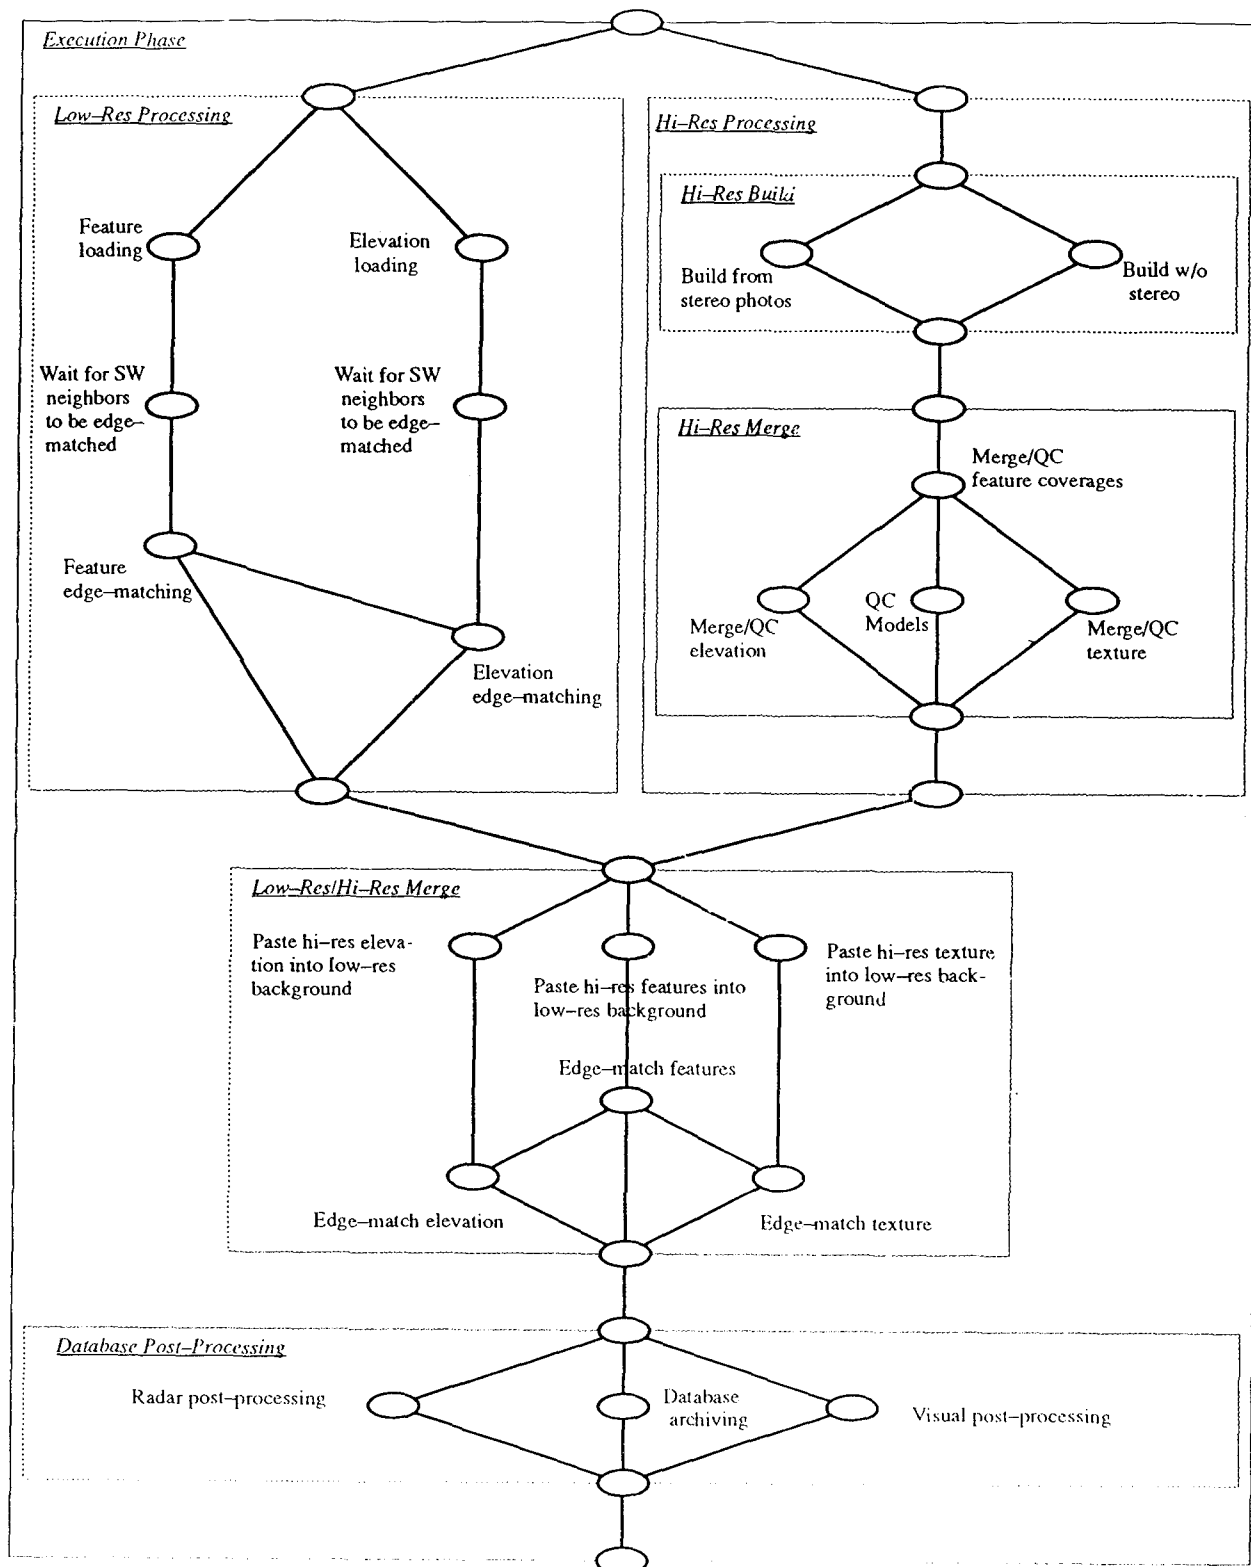 Execution Phase
Low–Res Processing
Hi–Res Processing
Hi–Res Build
Feature
loading
Elevation
loading
Build from
stereo photos
Build w/o
stereo
Wait for SW
neighbors
to be edge–
matched
Wait for SW
neighbors
to be edge–
matched
Hi–Res Merge
Merge/QC
feature coverages
Feature
edge–matching
Merge/QC
elevation
QC
Models
Merge/QC
texture
Elevation
edge–matching
Low–Res/Hi–Res Merge
Paste hi–res eleva-
tion into low–res
background
Paste hi–res features into
low–res background
Paste hi–res texture
into low–res back-
ground
Edge–match features
Edge–match elevation
Edge–match texture
Database Post–Processing
Radar post–processing
Database
archiving
Visual post–processing